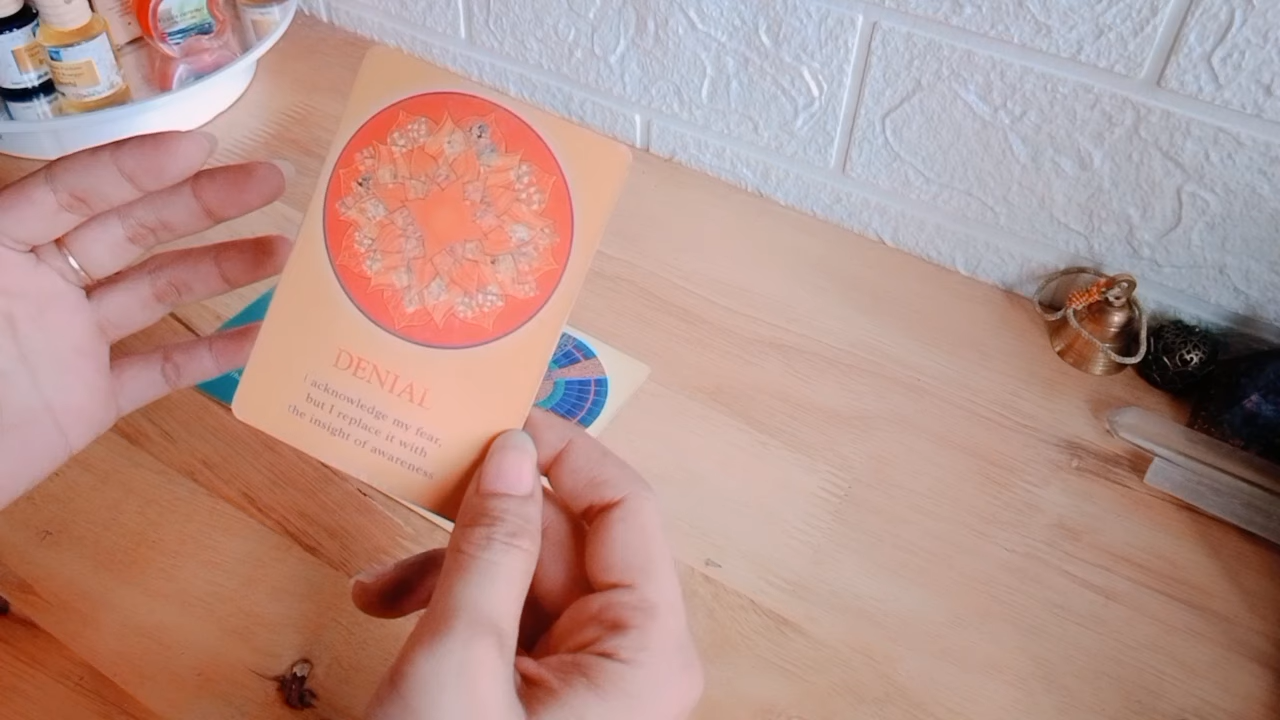 DENIAL
I acknowledge my fear,
but I replace it with
the insight of awareness